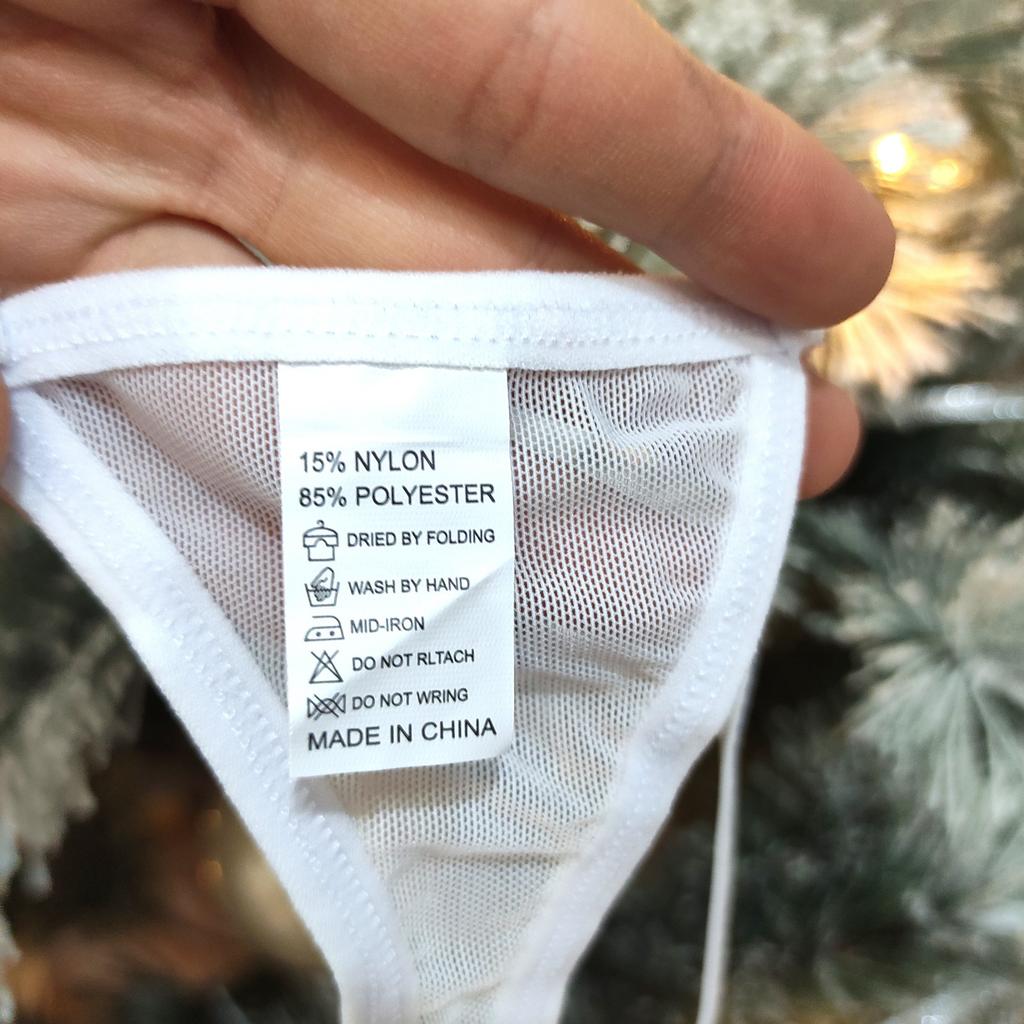 15% NYLON
85% POLYESTER
DRIED BY FOLDING
WASH BY HAND
MID-IRON
DO NOT RLTACH
DO NOT WRING
MADE IN CHINA